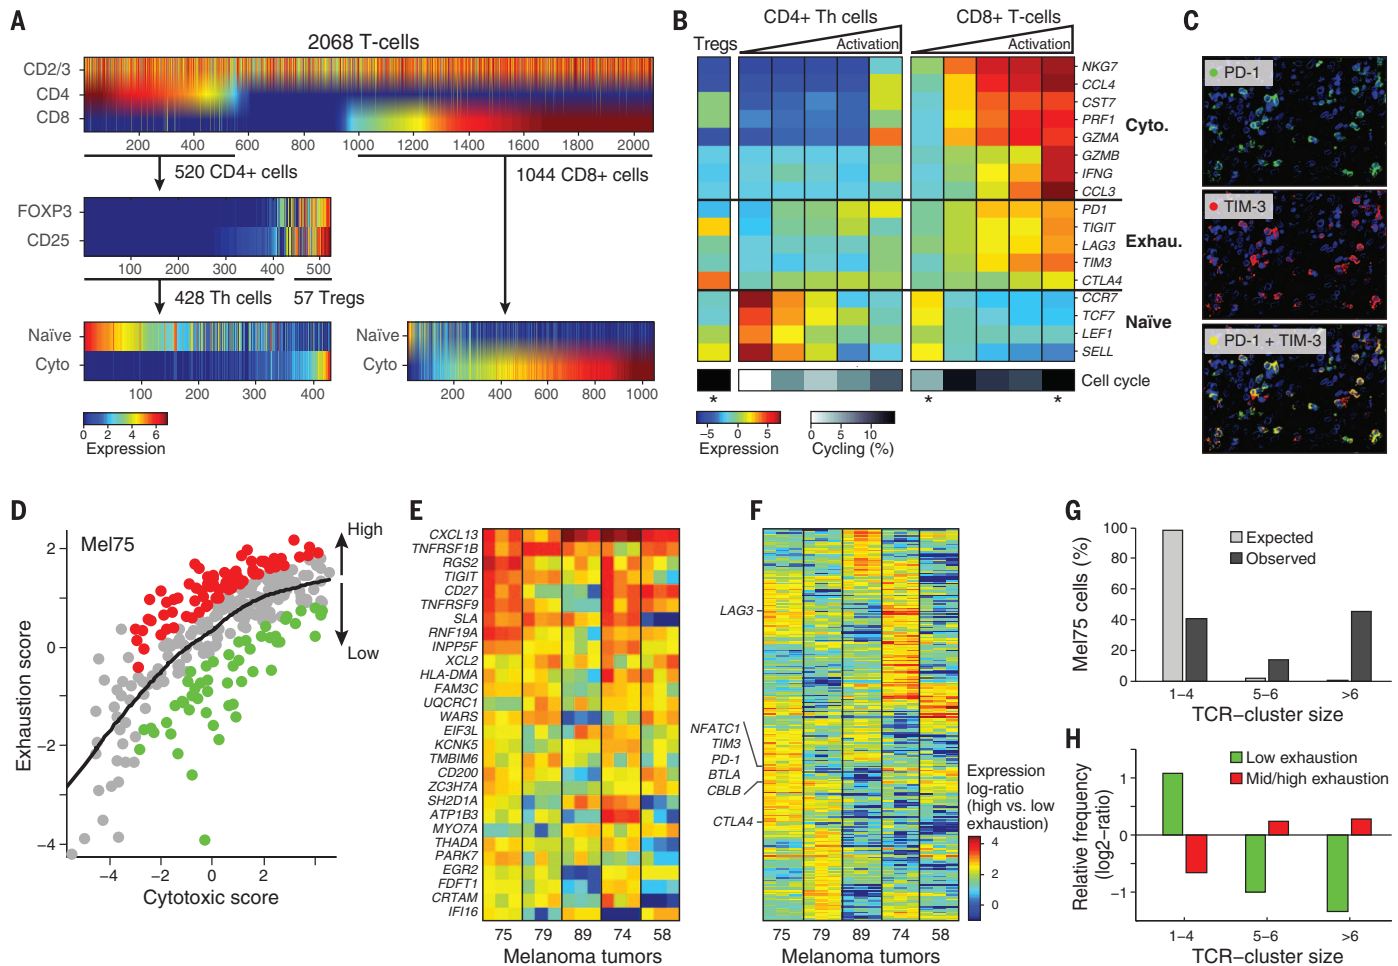 A
2068 T-cells
CD2/3
CD4
CD8
200 400 600 800 1000 1200 1400 1600 1800 2000
520 CD4+ cells
1044 CD8+ cells
FOXP3
CD25
100 200 300 400 500
428 Th cells
57 Tregs
Naïve
Cyto
100 200 300 400
Naïve
Cyto
200 400 600 800 1000
0 2 4 6
Expression
B
CD4+ Th cells
CD8+ T-cells
Tregs
Activation
Activation
NKG7
CCL4
CST7
PRF1
GZMA
GZMB
IFNG
CCL3
Cyto.
PD1
TIGIT
LAG3
TIM3
CTLA4
Exhau.
CCR7
TCF7
LEF1
SELL
Naïve
Cell cycle
* * *
−5 0 5
Expression
0 5 10
Cycling (%)
C
PD-1
TIM-3
PD-1 + TIM-3
D
Mel75
High
Low
2
0
−2
−4
Exhaustion score
−4 −2 0 2
Cytotoxic score
E
CXCL13
TNFRSF1B
RGS2
TIGIT
CD27
TNFRSF9
SLA
RNF19A
INPP5F
XCL2
HLA-DMA
FAM3C
UQCRC1
WARS
EIF3L
KCNK5
TMBIM6
CD200
ZC3H7A
SH2D1A
ATP1B3
MYO7A
THADA
PARK7
EGR2
FDFT1
CRTAM
IFI16
75 79 89 74 58
Melanoma tumors
F
LAG3
NFATC1
TIM3
PD-1
BTLA
CBLB
CTLA4
75 79 89 74 58
Melanoma tumors
Expression
log-ratio
(high vs. low
exhaustion)
4
2
0
G
100
80
60
40
20
0
Mel75 cells (%)
Expected
Observed
1−4 5−6 >6
TCR−cluster size
H
Low exhaustion
Mid/high exhaustion
1
0
−1
Relative frequency
(log2−ratio)
1−4 5−6 >6
TCR−cluster size